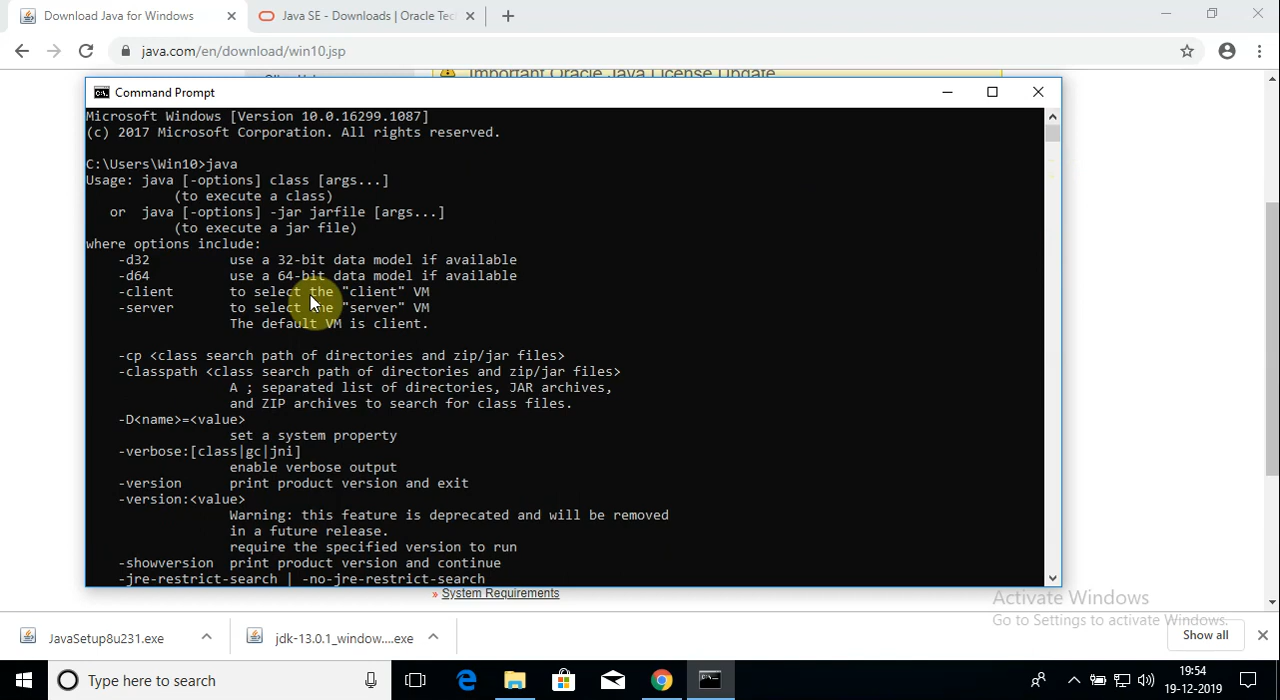 Download Java for Windows
Java SE - Downloads | Oracle Tec
java.com/en/download/win10.jsp
Important Oracle Java License Update
Command Prompt
Microsoft Windows [Version 10.0.16299.1087]
(c) 2017 Microsoft Corporation. All rights reserved.
C:\Users\Win10>java
Usage: java [-options] class [args...]
(to execute a class)
or java [-options] -jar jarfile [args...]
(to execute a jar file)
where options include:
-d32 use a 32-bit data model if available
-d64 use a 64-bit data model if available
-client to select the "client" VM
-server to select the "server" VM
The default VM is client.
-cp <class search path of directories and zip/jar files>
-classpath <class search path of directories and zip/jar files>
A ; separated list of directories, JAR archives,
and ZIP archives to search for class files.
-D<name>=<value>
set a system property
-verbose:[class|gc|jni]
enable verbose output
-version print product version and exit
-version:<value>
Warning: this feature is deprecated and will be removed
in a future release.
require the specified version to run
-showversion print product version and continue
-jre-restrict-search | -no-jre-restrict-search
» System Requirements
Activate Windows
Go to Settings to activate Windows.
JavaSetup8u231.exe
jdk-13.0.1_window....exe
Show all
Type here to search
19:54
19-12-2019